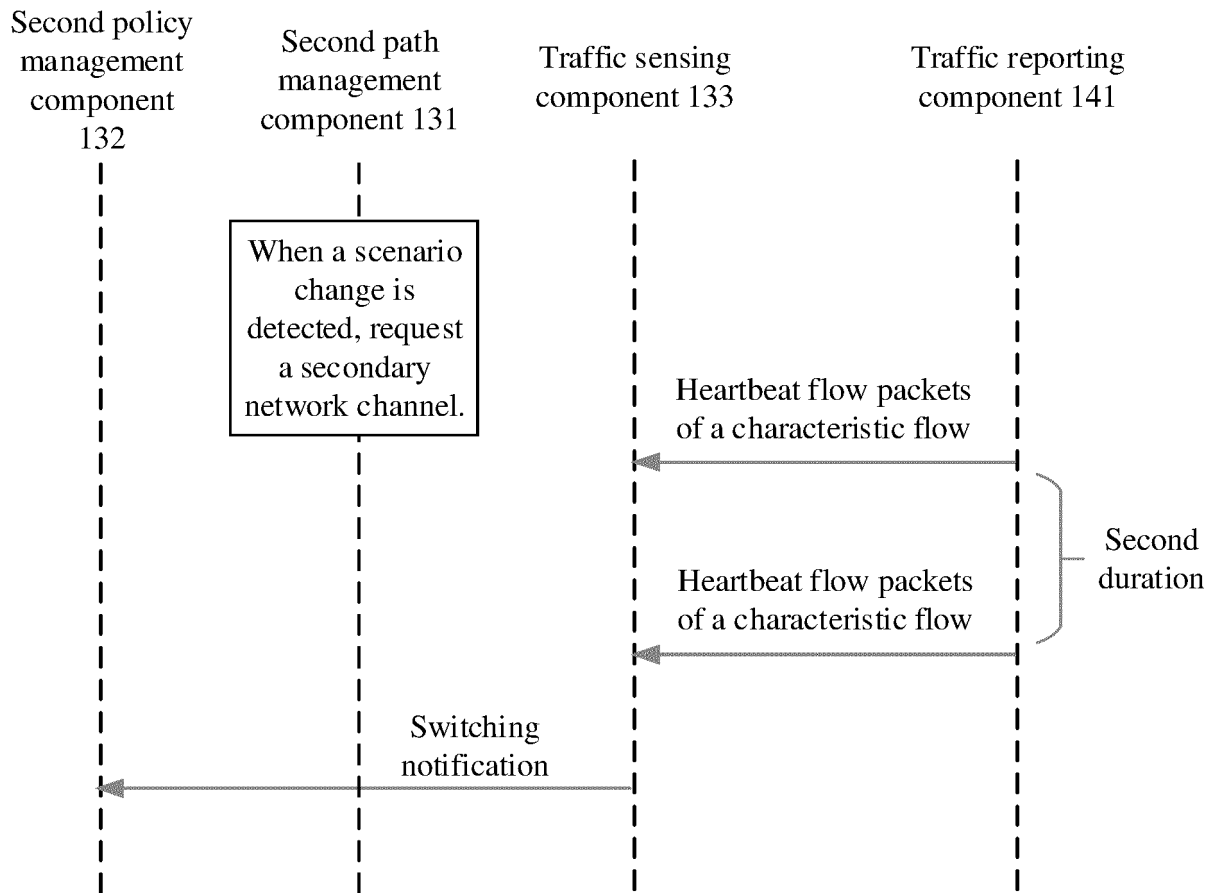 Second policy
management
component
132
Second path
management
component 131
Traffic sensing
component 133
Traffic reporting
component 141
When a scenario
change is
detected, request
a secondary
network channel.
Heartbeat flow packets
of a characteristic flow
Second
duration
Heartbeat flow packets
of a characteristic flow
Switching
notification